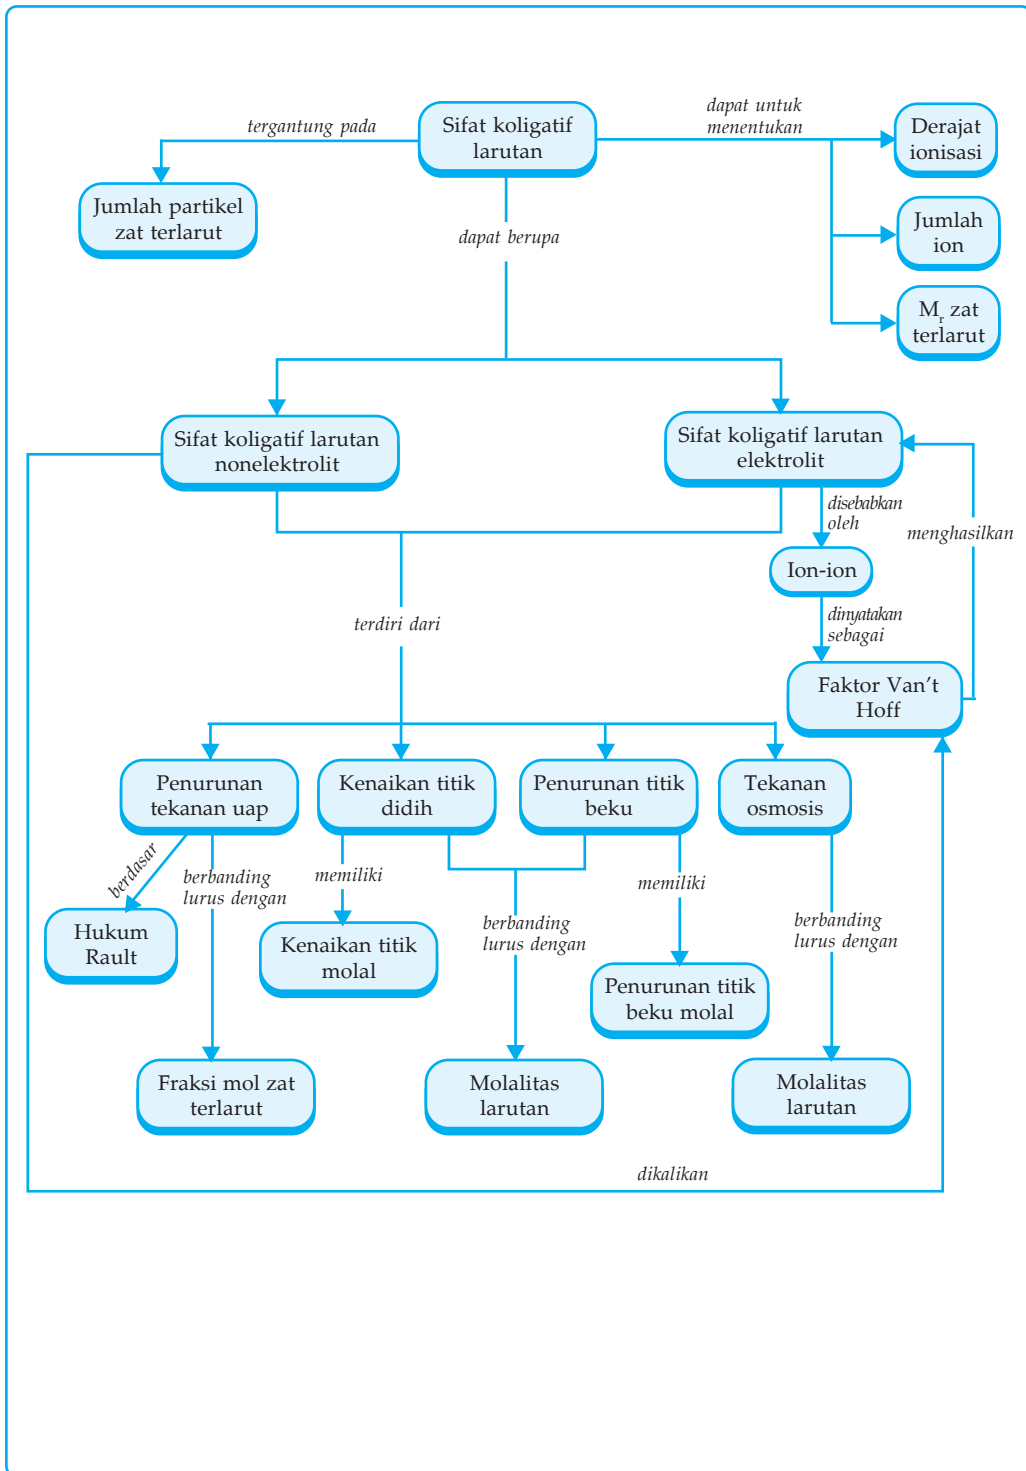 dapat untuk
menentukan
tergantung pada
Sifat koligatif
larutan
Derajat
ionisasi
Jumlah partikel
zat terlarut
dapat berupa
Jumlah
ion
Mr zat
terlarut
Sifat koligatif larutan
nonelektrolit
Sifat koligatif larutan
elektrolit
disebabkan
oleh
menghasilkan
Ion-ion
terdiri dari
dinyatakan
sebagai
Faktor Van't
Hoff
Penurunan
tekanan uap
Kenaikan titik
didih
Penurunan titik
beku
Tekanan
osmosis
berdasar
berbanding
lurus dengan
memiliki
berbanding
lurus dengan
memiliki
berbanding
lurus dengan
Hukum
Rault
Kenaikan titik
molal
Penurunan titik
beku molal
Fraksi mol zat
terlarut
Molalitas
larutan
Molalitas
larutan
dikalikan